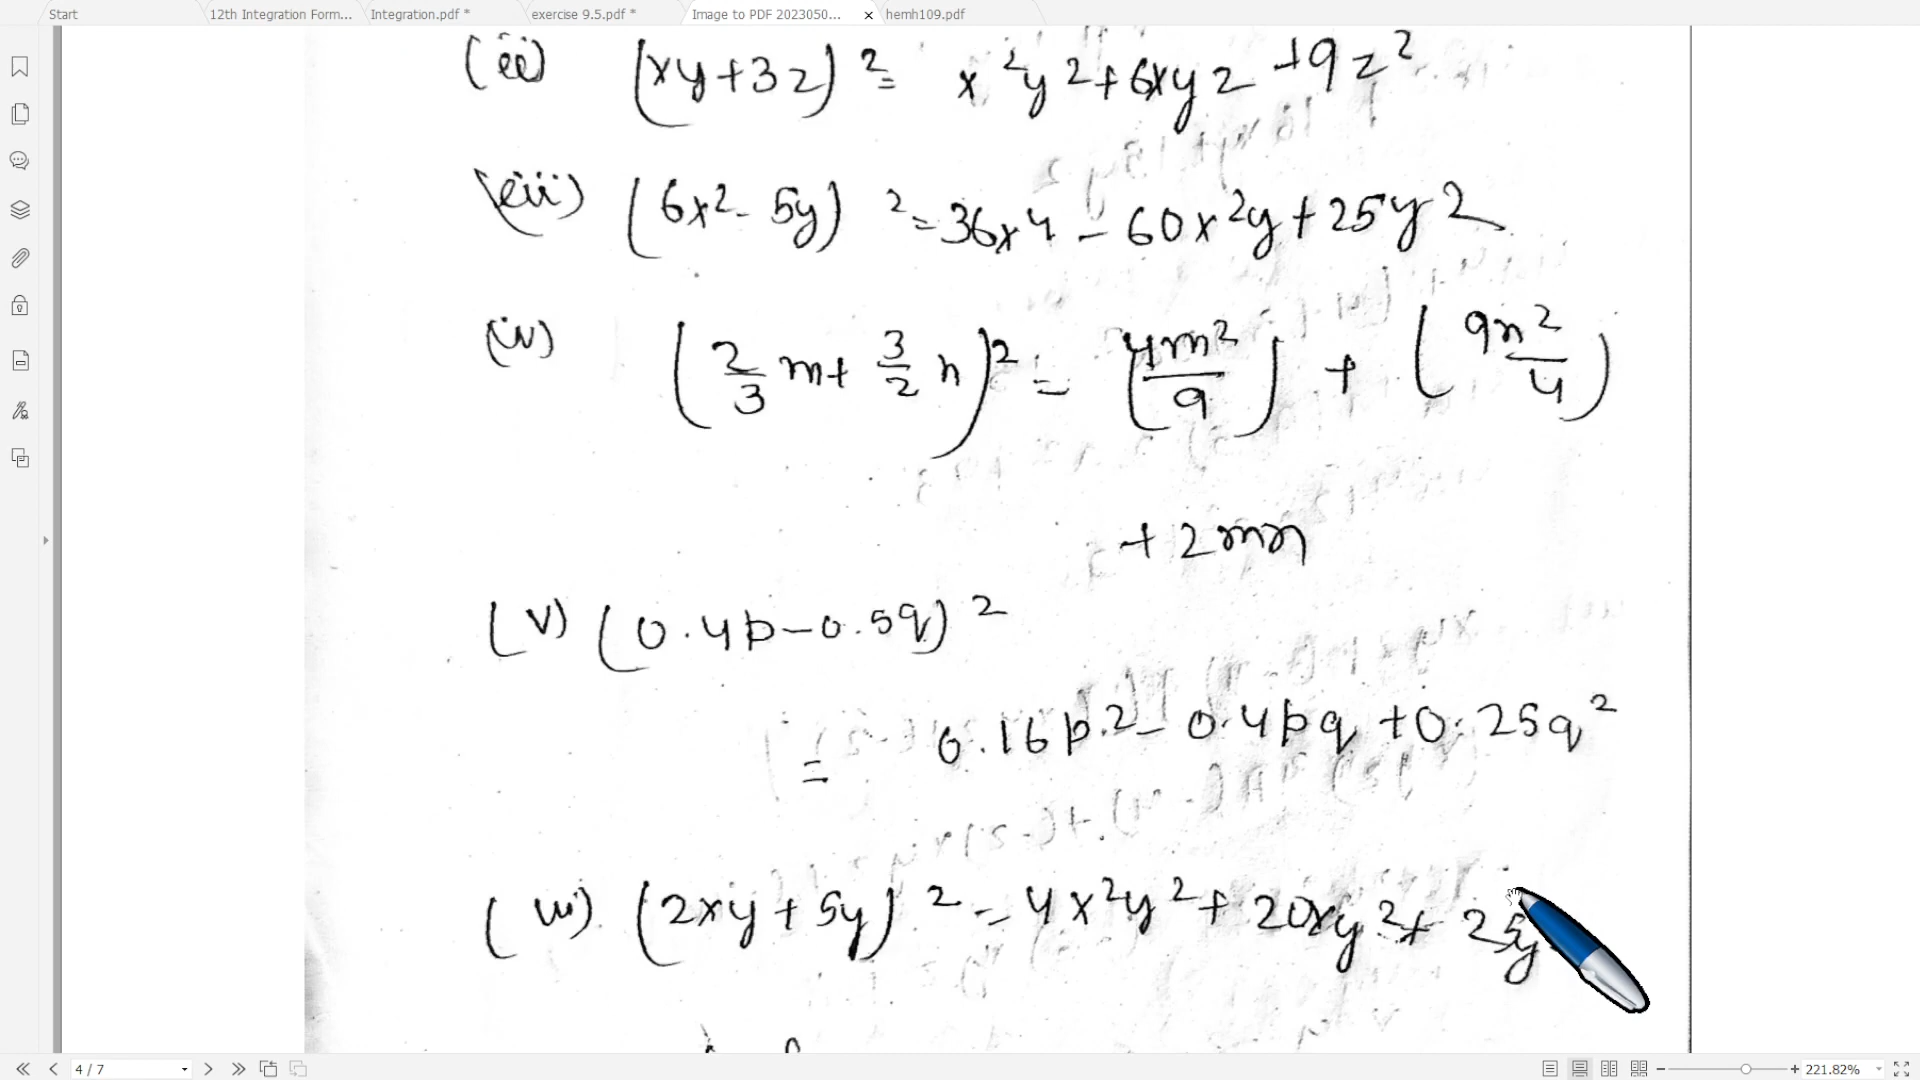 Start 12th Integration Form... Integration.pdf * exercise 9.5.pdf * Image to PDF 2023050... × hemh109.pdf
(ii) (xy+3z)²= x²y²+6xyz +9z²
(iii) (6x²- 5y)²=36x⁴ - 60x²y+25y²
(iv) (2/3 m+ 3/2 n)² = (4m²/9) + (9n²/4)
+2mn
(v) (0.4p-0.5q)²
= 0.16p.²- 0.4pq +0.25q²
(vi) (2xy+5y)²= 4x²y²+20xy²+ 25y
4 / 7 221.82%